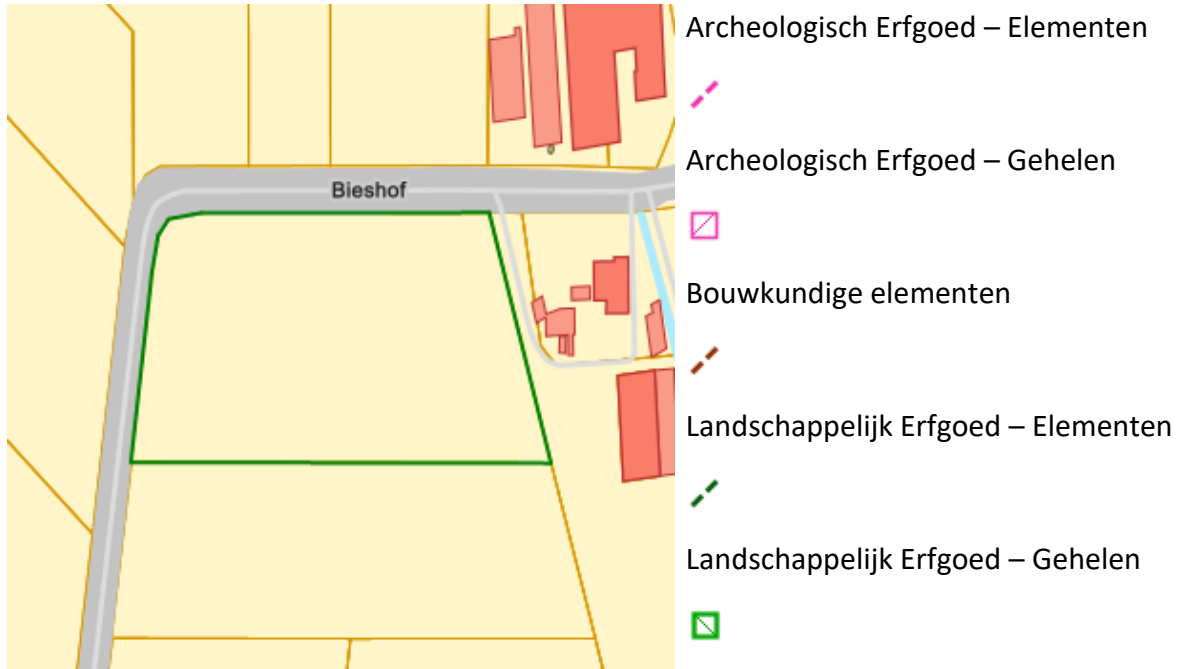 Bieshof
Archeologisch Erfgoed – Elementen
Archeologisch Erfgoed – Gehelen
Bouwkundige elementen
Landschappelijk Erfgoed – Elementen
Landschappelijk Erfgoed – Gehelen